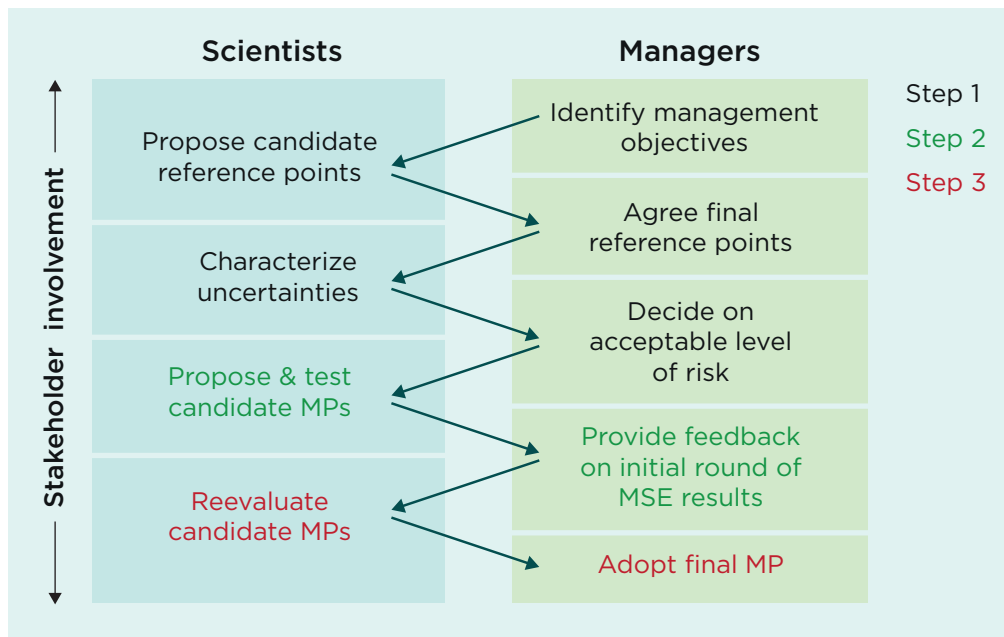 Scientists
Managers
Stakeholder involvement
Identify management
objectives
Propose candidate
reference points
Agree final
reference points
Characterize
uncertainties
Decide on
acceptable level
of risk
Propose & test
candidate MPs
Provide feedback
on initial round of
MSE results
Reevaluate
candidate MPs
Adopt final MP
Step 1
Step 2
Step 3